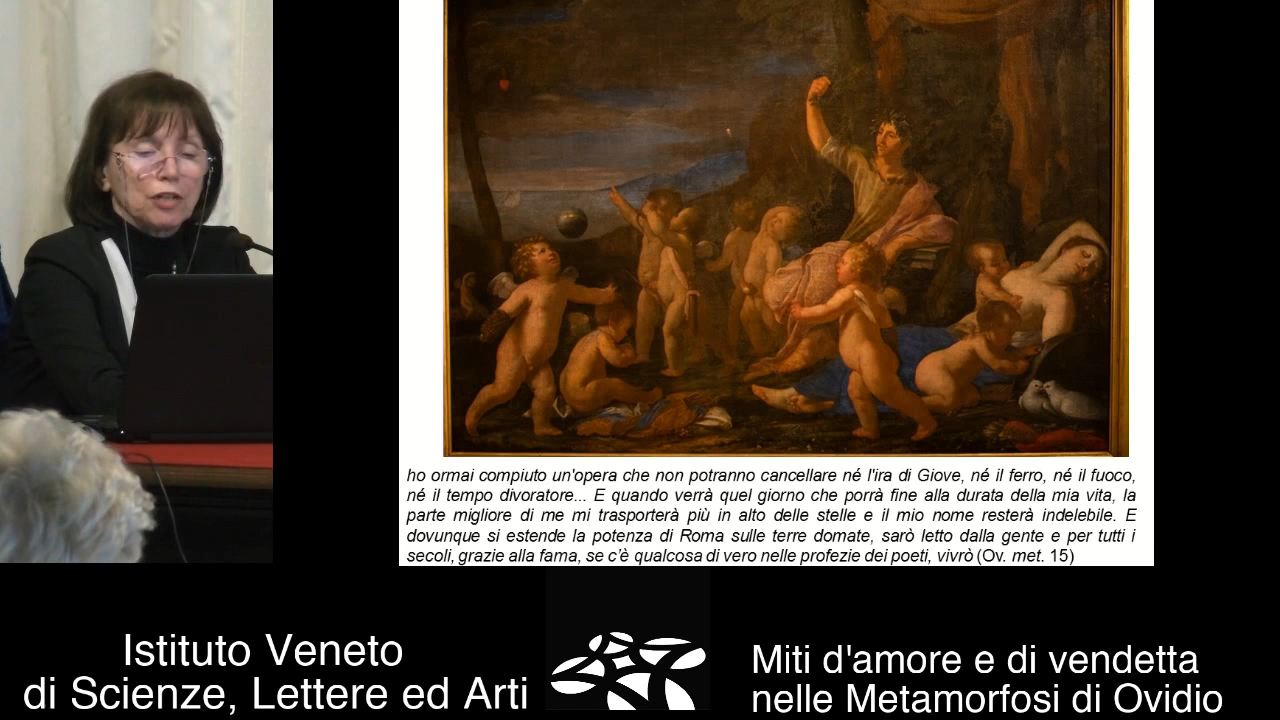 ho ormai compiuto un'opera che non potranno cancellare né l'ira di Giove, né il ferro, né il fuoco,
né il tempo divoratore... E quando verrà quel giorno che porrà fine alla durata della mia vita, la
parte migliore di me mi trasporterà più in alto delle stelle e il mio nome resterà indelebile. E
dovunque si estende la potenza di Roma sulle terre domate, sarò letto dalla gente e per tutti i
secoli, grazie alla fama, se c'è qualcosa di vero nelle profezie dei poeti, vivrò (Ov. met. 15)
Istituto Veneto
di Scienze, Lettere ed Arti
Miti d'amore e di vendetta
nelle Metamorfosi di Ovidio